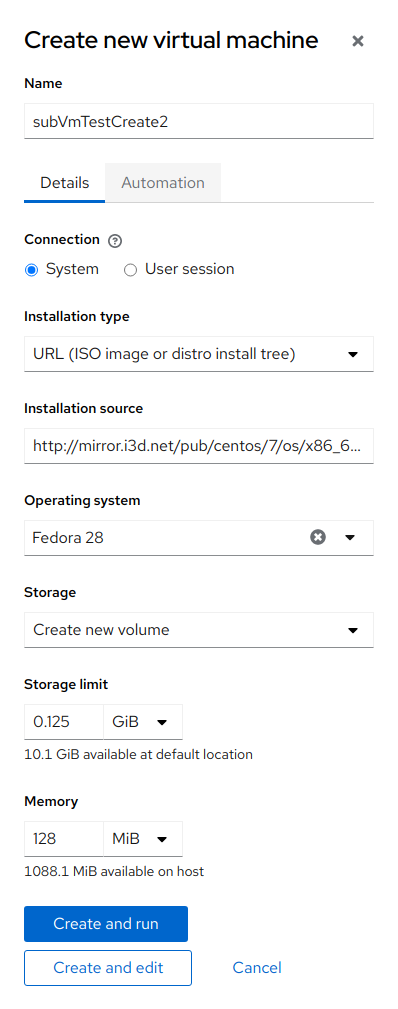 Create new virtual machine
Name
subVmTestCreate2
Details Automation
Connection
System User session
Installation type
URL (ISO image or distro install tree)
Installation source
http://mirror.i3d.net/pub/centos/7/os/x86_6...
Operating system
Fedora 28
Storage
Create new volume
Storage limit
0.125 GiB
10.1 GiB available at default location
Memory
128 MiB
1088.1 MiB available on host
Create and run
Create and edit Cancel